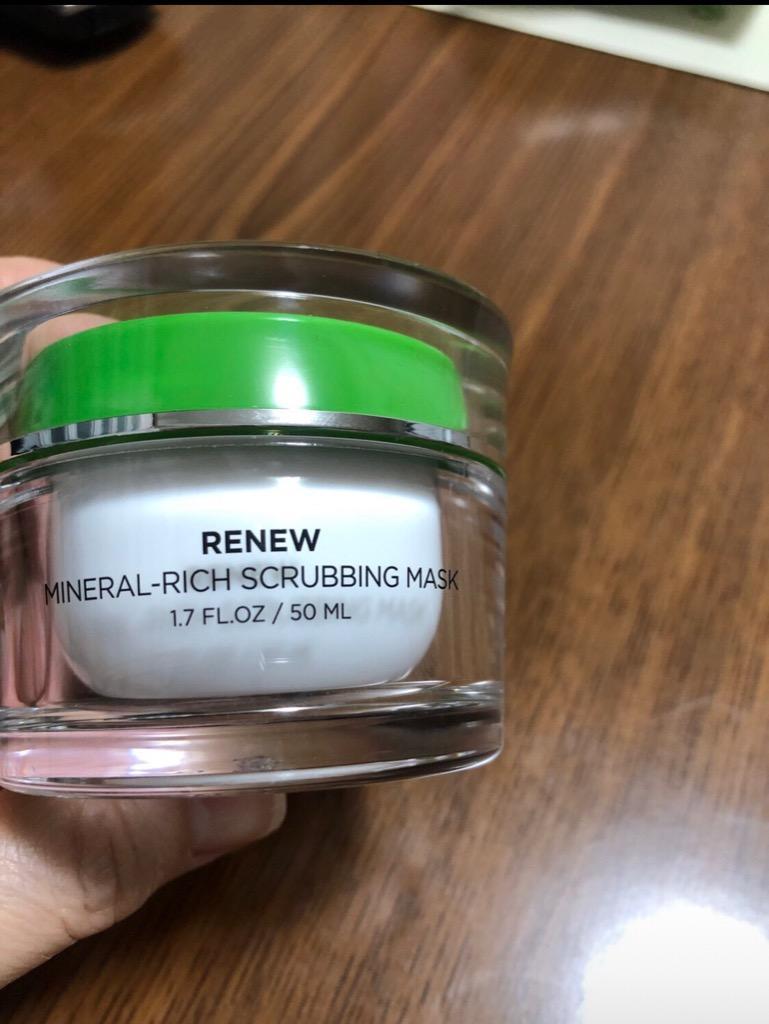 RENEW
MINERAL-RICH SCRUBBING MASK
1.7 FL.OZ / 50 ML